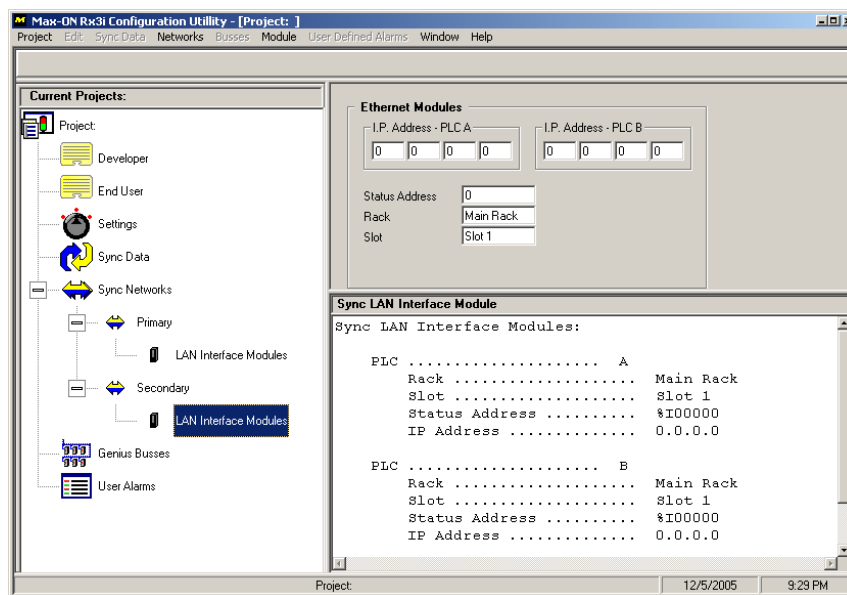 Max-ON Rx3i Configuration Utillity - [Project: ]
Project Edit Sync Data Networks Busses Module User Defined Alarms Window Help
Current Projects:
Project:
Developer
End User
Settings
Sync Data
Sync Networks
Primary
LAN Interface Modules
Secondary
LAN Interface Modules
Genius Busses
User Alarms
Ethernet Modules
I.P. Address - PLC A
I.P. Address - PLC B
0 0 0 0
0 0 0 0
Status Address 0
Rack Main Rack
Slot Slot 1
Sync LAN Interface Module
Sync LAN Interface Modules:
PLC ..................... A
Rack .................... Main Rack
Slot .................... Slot 1
Status Address .......... %I00000
IP Address .............. 0.0.0.0
PLC ..................... B
Rack .................... Main Rack
Slot .................... Slot 1
Status Address .......... %I00000
IP Address .............. 0.0.0.0
Project: 12/5/2005 9:29 PM